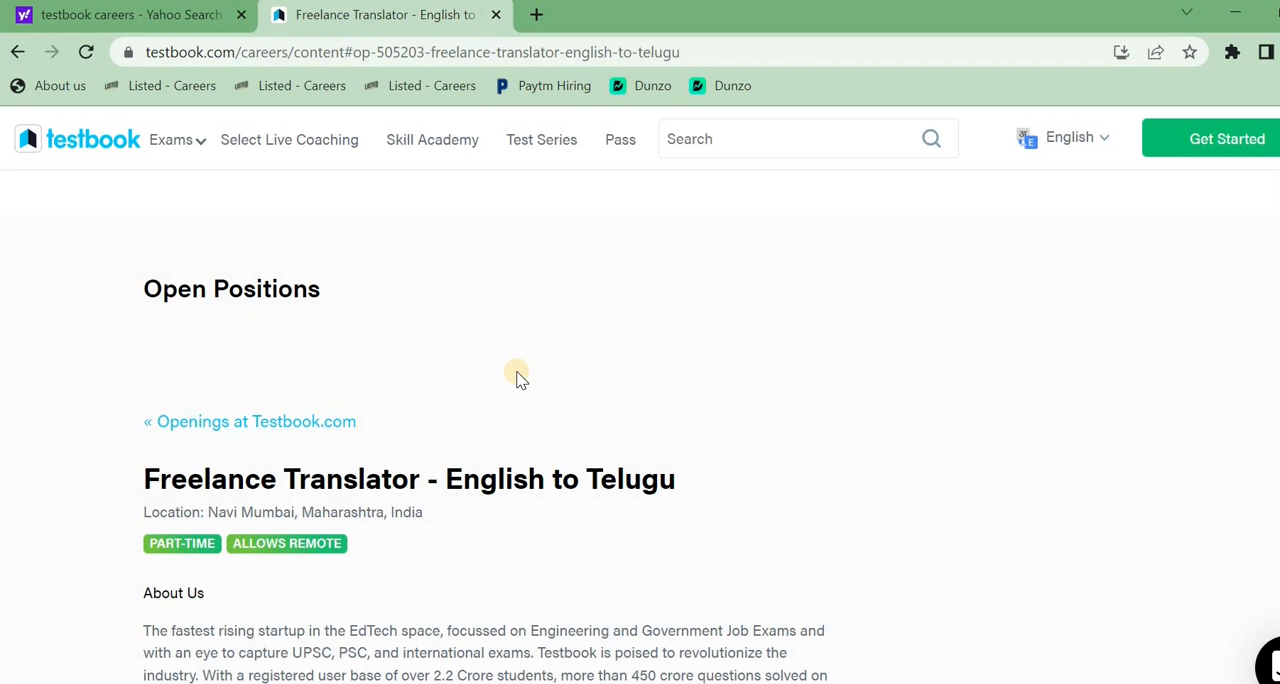 testbook careers - Yahoo Search
Freelance Translator - English to
testbook.com/careers/content#op-505203-freelance-translator-english-to-telugu
About us
Listed - Careers
Listed - Careers
Listed - Careers
Paytm Hiring
Dunzo
Dunzo
testbook
Exams
Select Live Coaching
Skill Academy
Test Series
Pass
Search
English
Get Started
Open Positions
« Openings at Testbook.com
Freelance Translator - English to Telugu
Location: Navi Mumbai, Maharashtra, India
PART-TIME
ALLOWS REMOTE
About Us
The fastest rising startup in the EdTech space, focussed on Engineering and Government Job Exams and
with an eye to capture UPSC, PSC, and international exams. Testbook is poised to revolutionize the
industry. With a registered user base of over 2.2 Crore students, more than 450 crore questions solved on